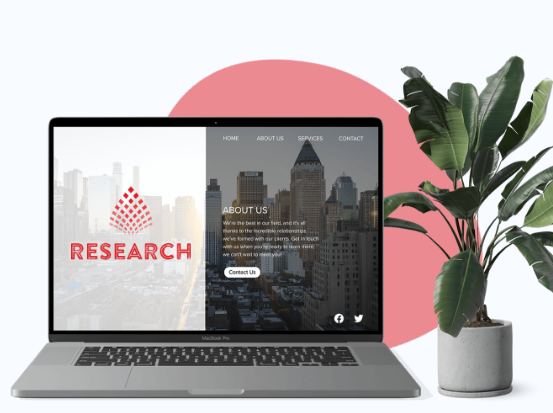 HOME ABOUT US SERVICES CONTACT
RESEARCH
ABOUT US
We're the best in our field, and it's all
thanks to the incredible relationships
we've formed with our clients. Get in touch
with us when you're ready to learn more;
we can't wait to meet you!
Contact Us
MacBook Pro